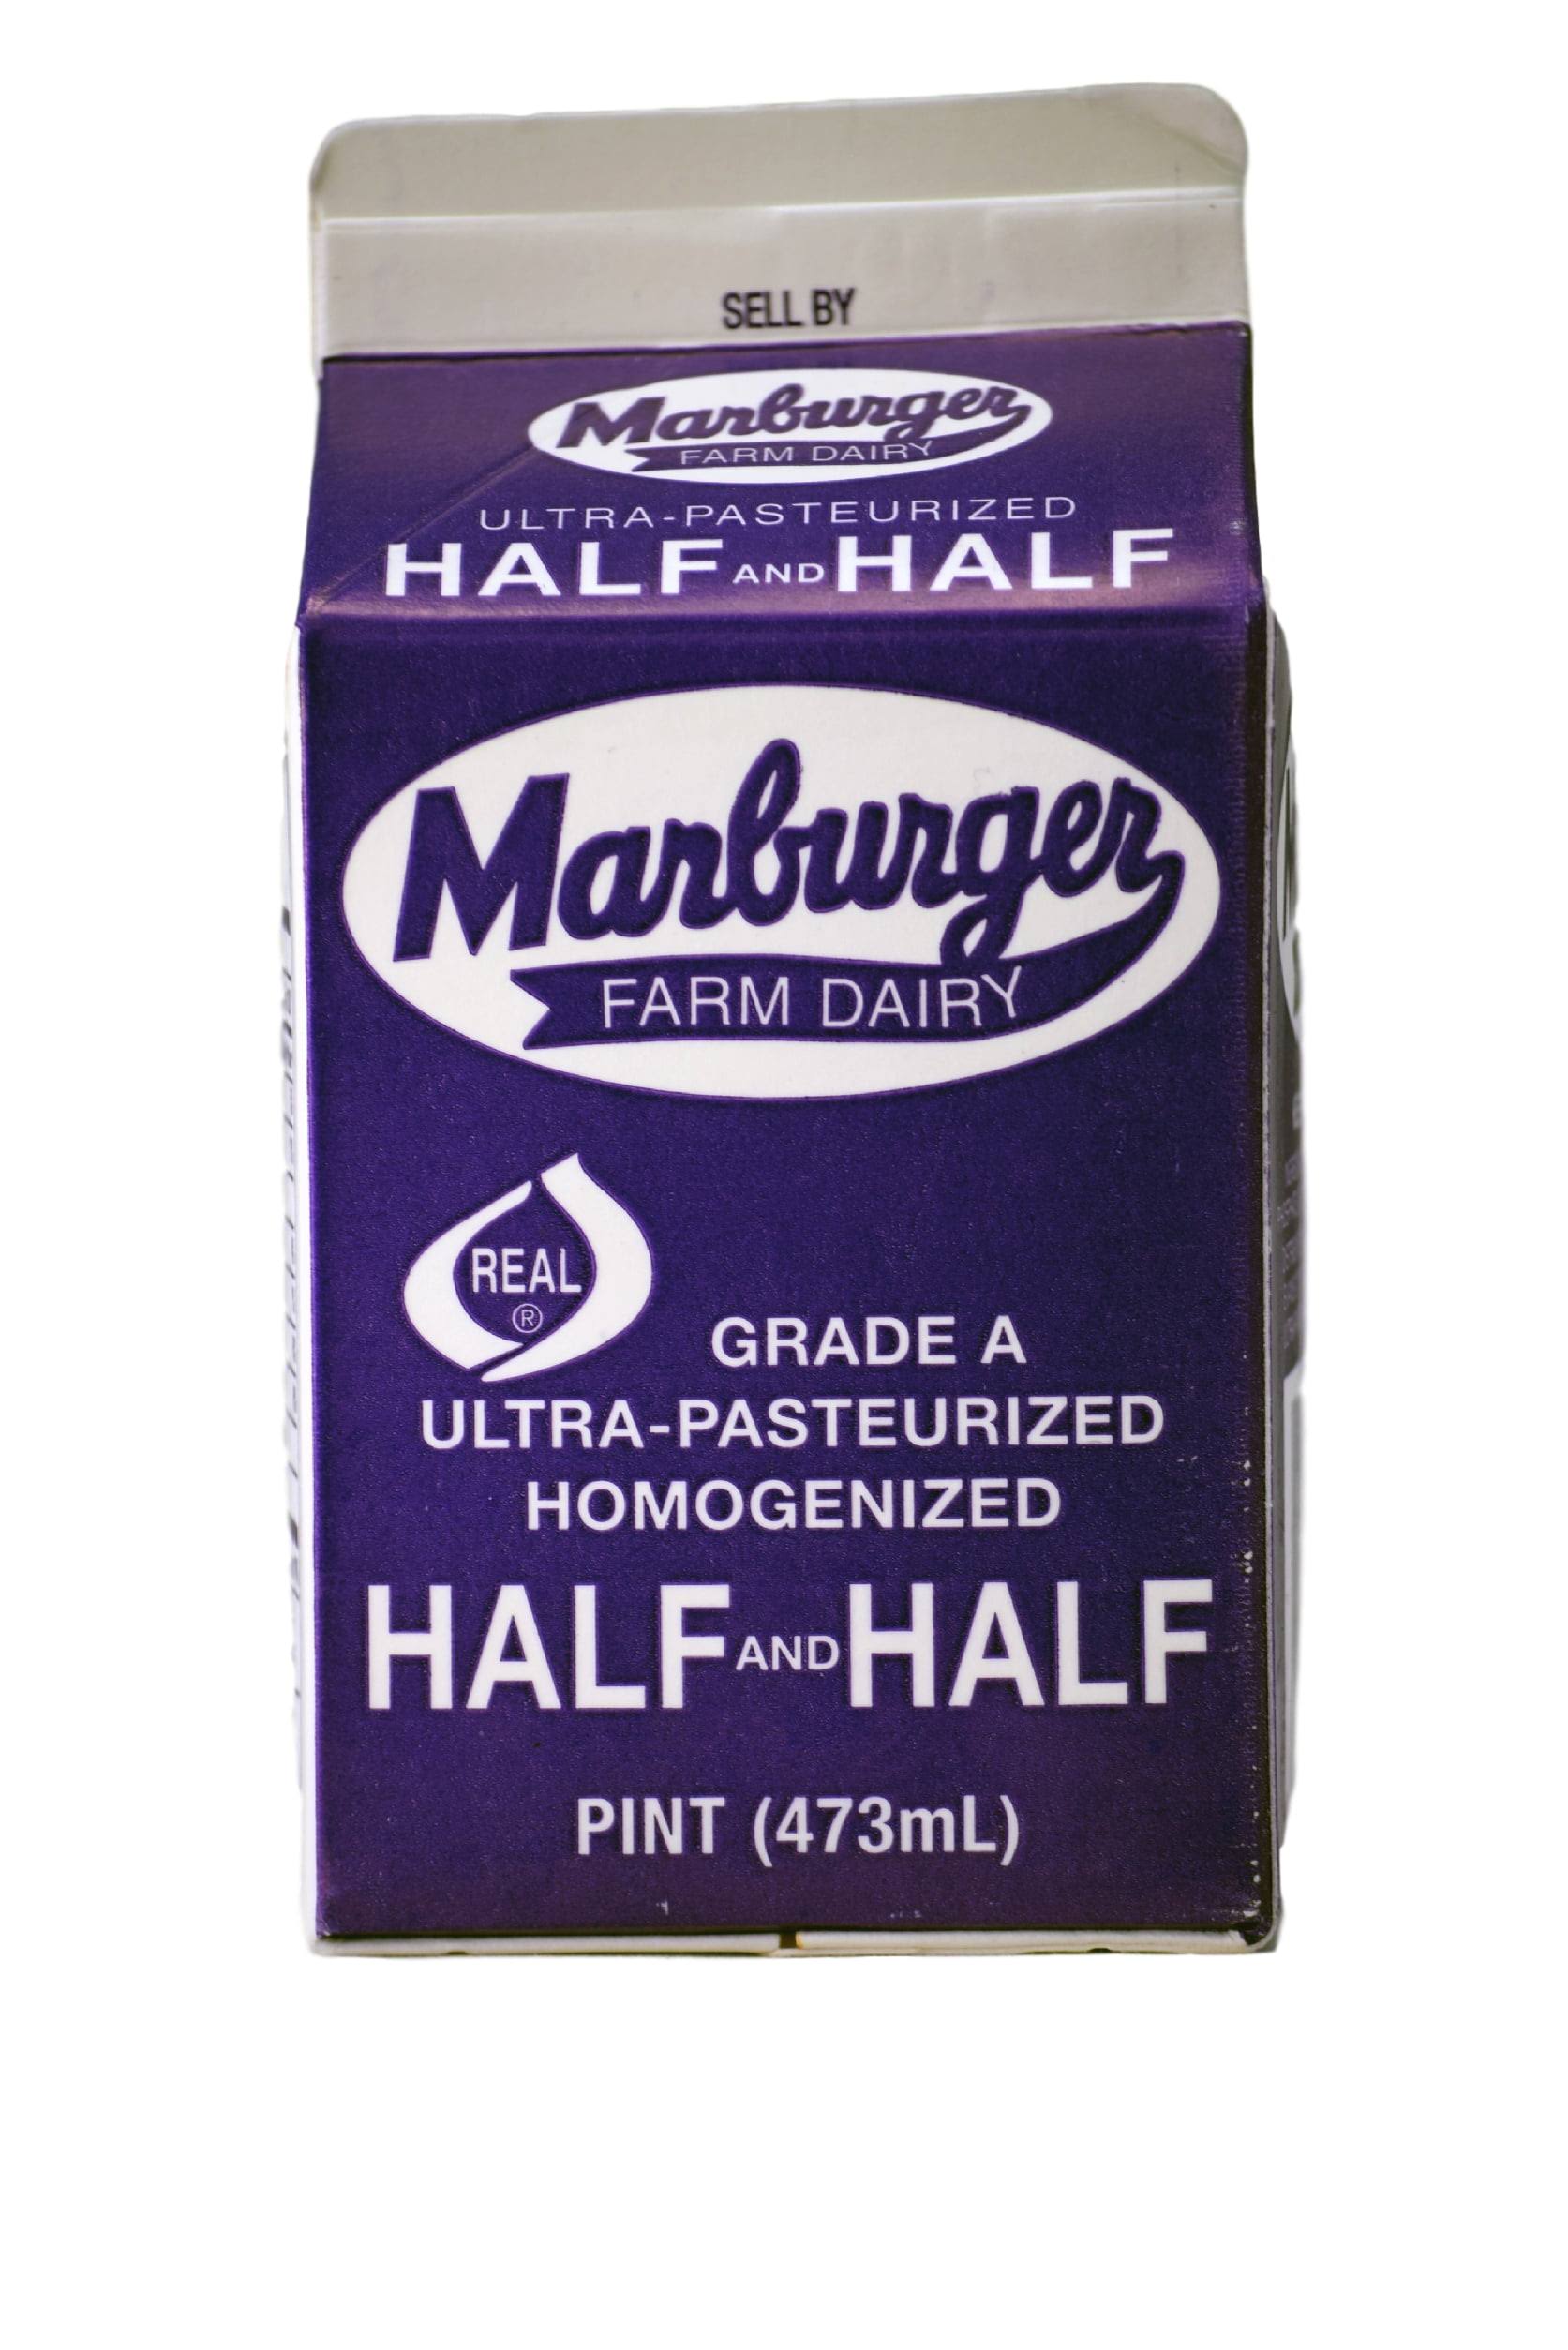 SELL BY
Marburger
FARM DAIRY
ULTRA-PASTEURIZED
HALF AND HALF
Marburger
FARM DAIRY
REAL
®
GRADE A
ULTRA-PASTEURIZED
HOMOGENIZED
HALF AND HALF
PINT (473mL)